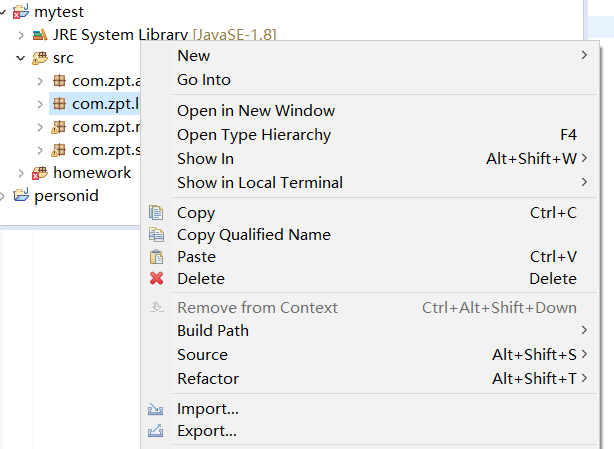 mytest
JRE System Library [JavaSE-1.8]
src
com.zpt.a
com.zpt.l
com.zpt.r
com.zpt.s
homework
personid
New
Go Into
Open in New Window
Open Type Hierarchy F4
Show In Alt+Shift+W
Show in Local Terminal
Copy Ctrl+C
Copy Qualified Name
Paste Ctrl+V
Delete Delete
Remove from Context Ctrl+Alt+Shift+Down
Build Path
Source Alt+Shift+S
Refactor Alt+Shift+T
Import...
Export...